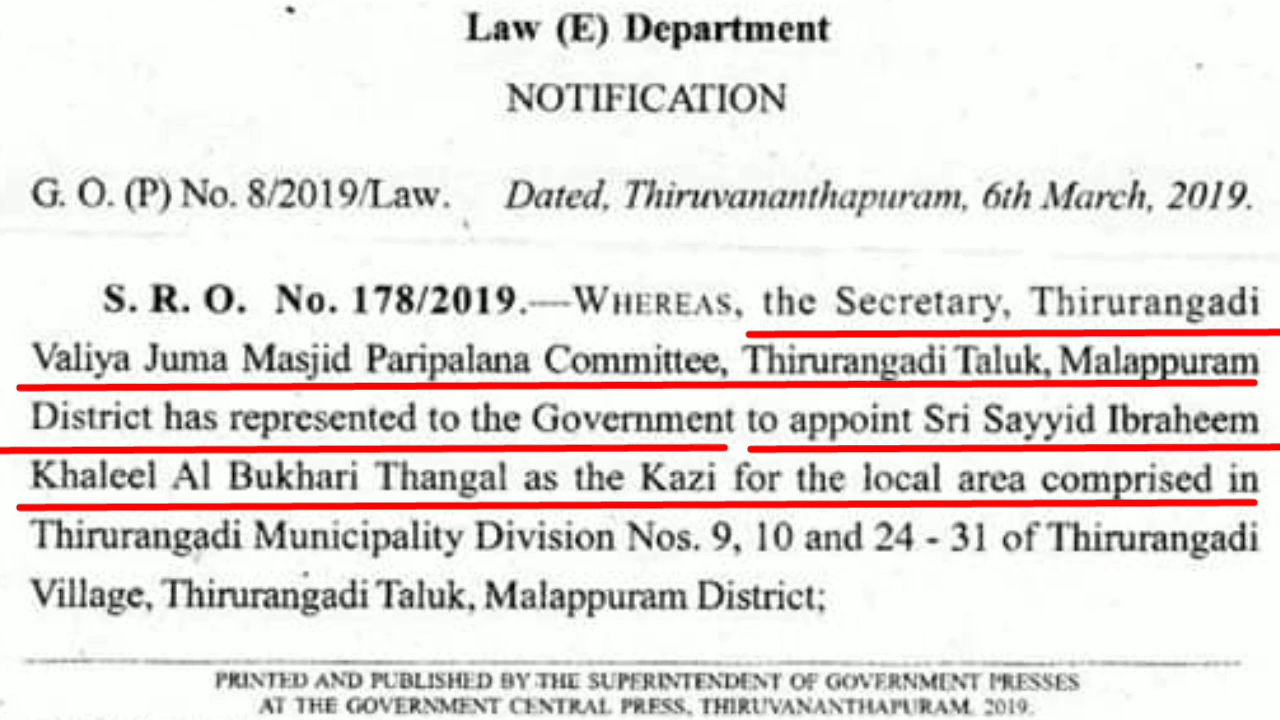 Law (E) Department
NOTIFICATION
G. O. (P) No. 8/2019/Law. Dated, Thiruvananthapuram, 6th March, 2019.
S. R. O. No. 178/2019.—WHEREAS, the Secretary, Thirurangadi
Valiya Juma Masjid Paripalana Committee, Thirurangadi Taluk, Malappuram
District has represented to the Government to appoint Sri Sayyid Ibraheem
Khaleel Al Bukhari Thangal as the Kazi for the local area comprised in
Thirurangadi Municipality Division Nos. 9, 10 and 24 - 31 of Thirurangadi
Village, Thirurangadi Taluk, Malappuram District;
PRINTED AND PUBLISHED BY THE SUPERINTENDENT OF GOVERNMENT PRESSES
AT THE GOVERNMENT CENTRAL PRESS, THIRUVANANTHAPURAM, 2019.